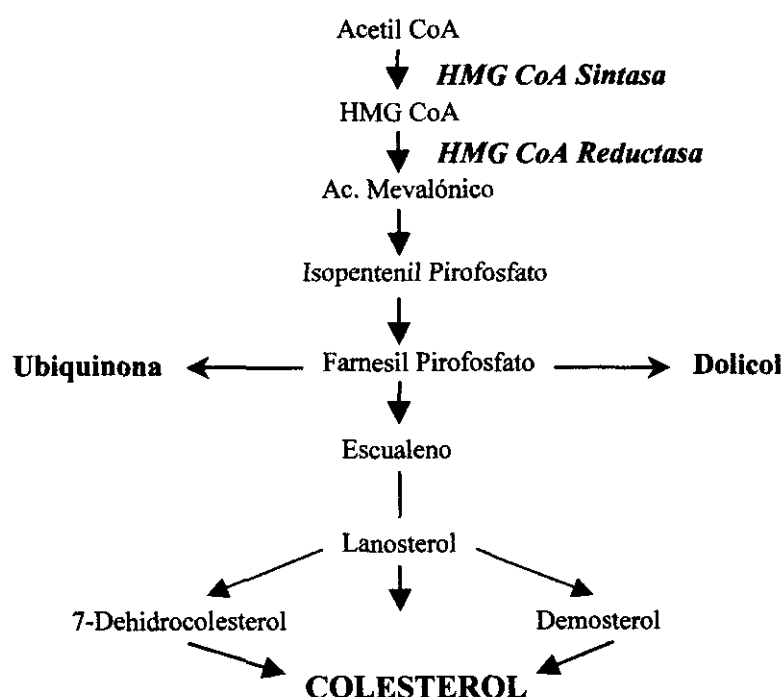 Acetil CoA
HMG CoA Sintasa
HMG CoA
HMG CoA Reductasa
Ac. Mevalónico
Isopentenil Pirofosfato
Ubiquinona
Farnesil Pirofosfato
Dolicol
Escualeno
Lanosterol
7-Dehidrocolesterol
Demosterol
COLESTEROL